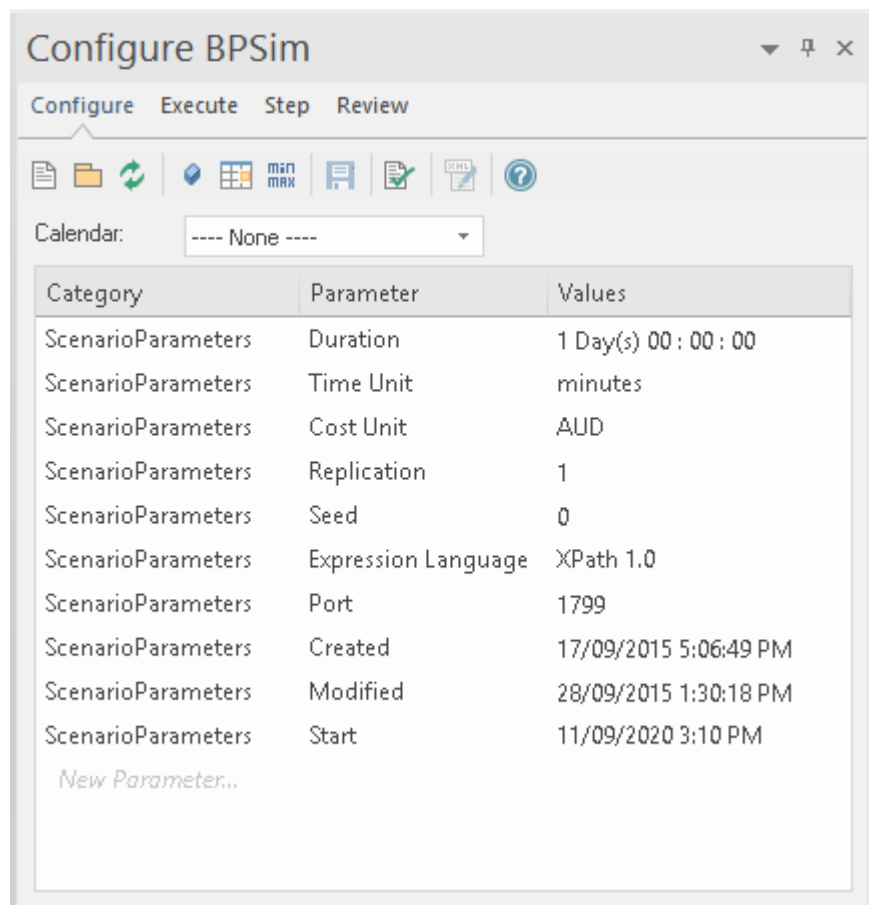 Configure BPSim
Configure Execute Step Review
min
max
XML
Calendar: ---- None ----
Category Parameter Values
ScenarioParameters Duration 1 Day(s) 00 : 00 : 00
ScenarioParameters Time Unit minutes
ScenarioParameters Cost Unit AUD
ScenarioParameters Replication 1
ScenarioParameters Seed 0
ScenarioParameters Expression Language XPath 1.0
ScenarioParameters Port 1799
ScenarioParameters Created 17/09/2015 5:06:49 PM
ScenarioParameters Modified 28/09/2015 1:30:18 PM
ScenarioParameters Start 11/09/2020 3:10 PM
New Parameter...